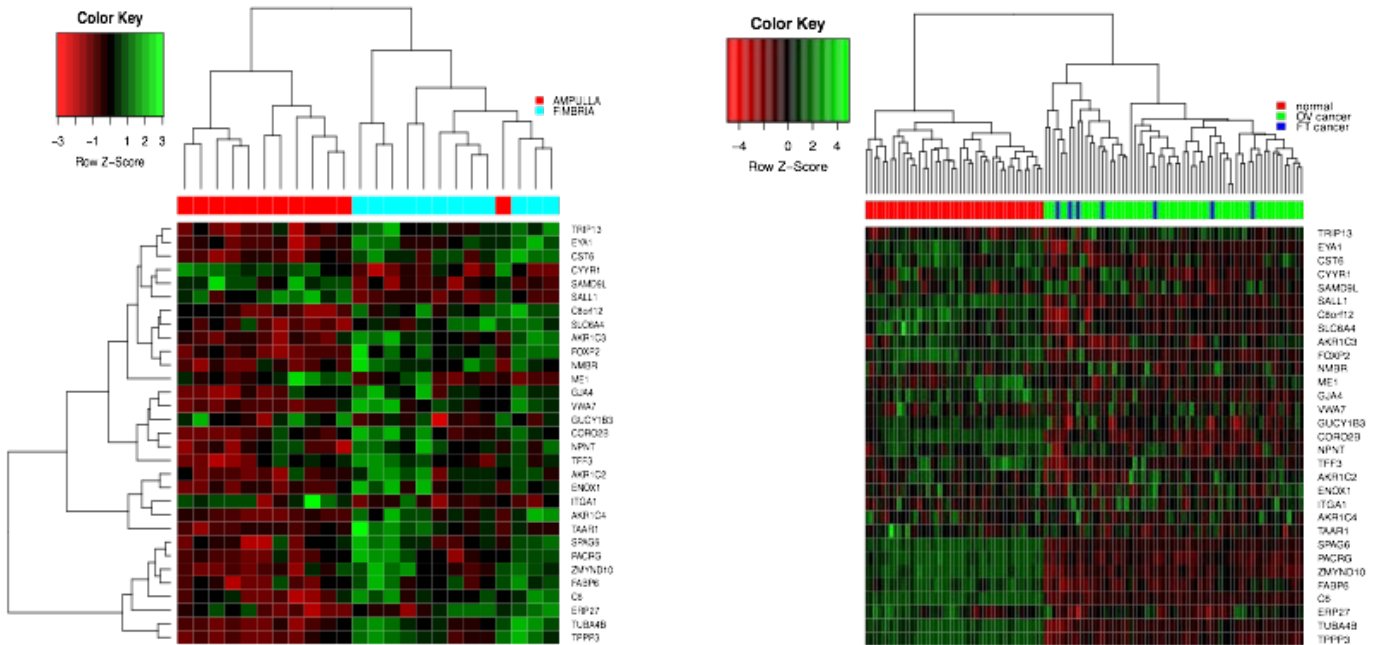 Color Key
-3 -1 1 2 3
Row Z-Score
AMPULLA
FIMBRIA
TRIP13
EYA1
CST6
CYYR1
SAMD9L
SALL1
C8orf12
SLC6A4
AKR1C3
FOXP2
NMBR
ME1
GJA4
VWA7
GUCY1B3
CORO2B
NPNT
TFF3
AKR1C2
ENOX1
ITGA1
AKR1C4
TAAR1
SPAG6
PACRG
ZMYND10
FABP6
C6
ERP27
TUBA4B
TPPP3
Color Key
-4 0 2 4
Row Z-Score
normal
OV cancer
FT cancer
TRIP13
EYA1
CST6
CYYR1
SAMD9L
SALL1
C8orf12
SLC6A4
AKR1C3
FOXP2
NMBR
ME1
GJA4
VWA7
GUCY1B3
CORO2B
NPNT
TFF3
AKR1C2
ENOX1
ITGA1
AKR1C4
TAAR1
SPAG6
PACRG
ZMYND10
FABP6
C6
ERP27
TUBA4B
TPPP3